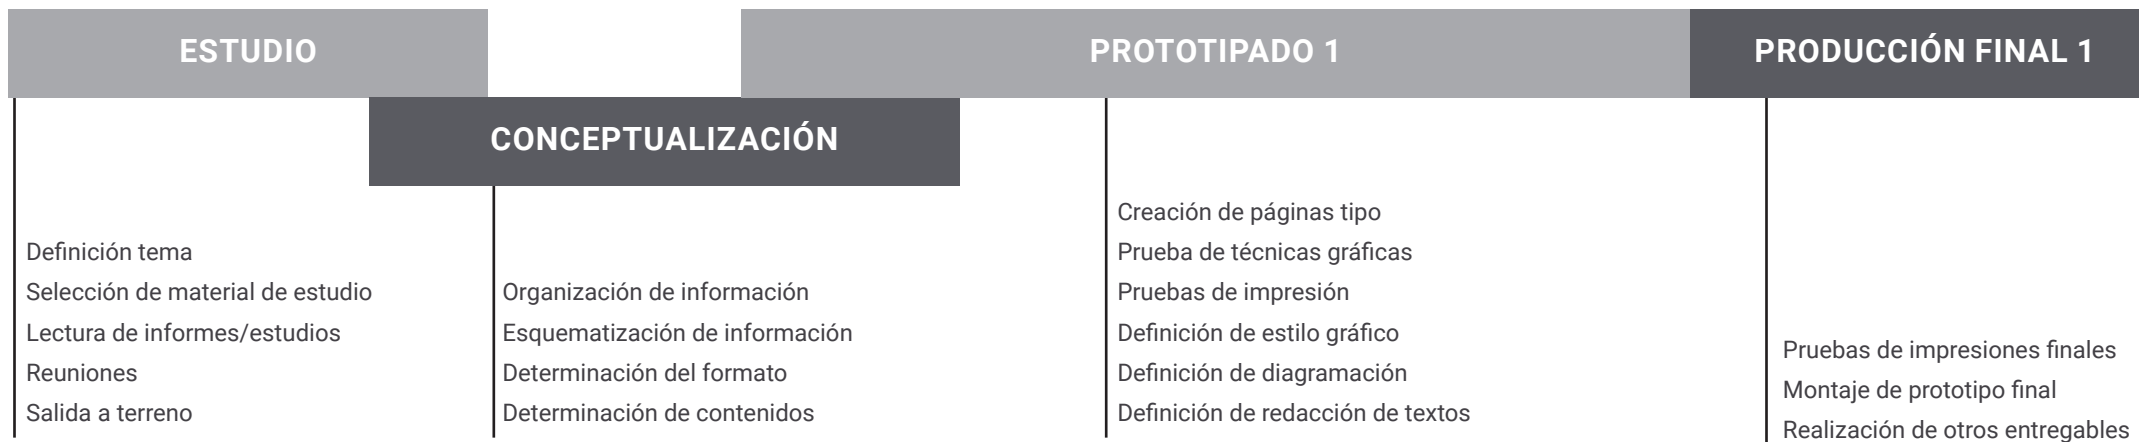 ESTUDIO
CONCEPTUALIZACIÓN
PROTOTIPADO 1
PRODUCCIÓN FINAL 1
Definición tema
Selección de material de estudio
Lectura de informes/estudios
Reuniones
Salida a terreno
Organización de información
Esquematización de información
Determinación del formato
Determinación de contenidos
Creación de páginas tipo
Prueba de técnicas gráficas
Pruebas de impresión
Definición de estilo gráfico
Definición de diagramación
Definición de redacción de textos
Pruebas de impresiones finales
Montaje de prototipo final
Realización de otros entregables